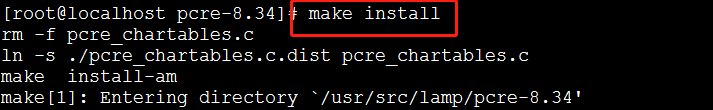 [root@localhost pcre-8.34]# make install
rm -f pcre_chartables.c
ln -s ./pcre_chartables.c.dist pcre_chartables.c
make  install-am
make[1]: Entering directory `/usr/src/lamp/pcre-8.34'